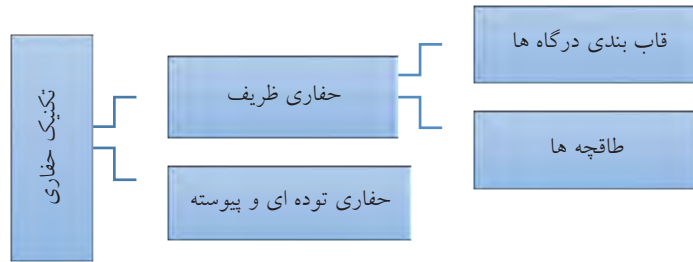 تکنیک حفاری
حفاری ظریف
قاب بندی درگاه ها
طاقچه ها
حفاری توده ای و پیوسته